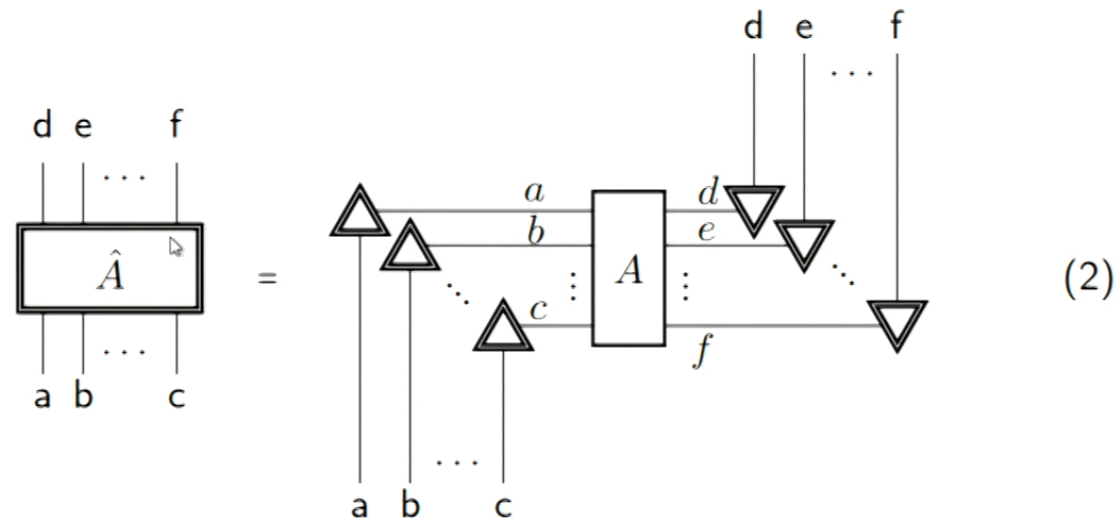 d e ⋯ f
d e ⋯ f
a d
b e
Â = ⋮ A ⋮ (2)
⋱ ⋱
c f
⋯
a b ⋯ c
⋯
a b c